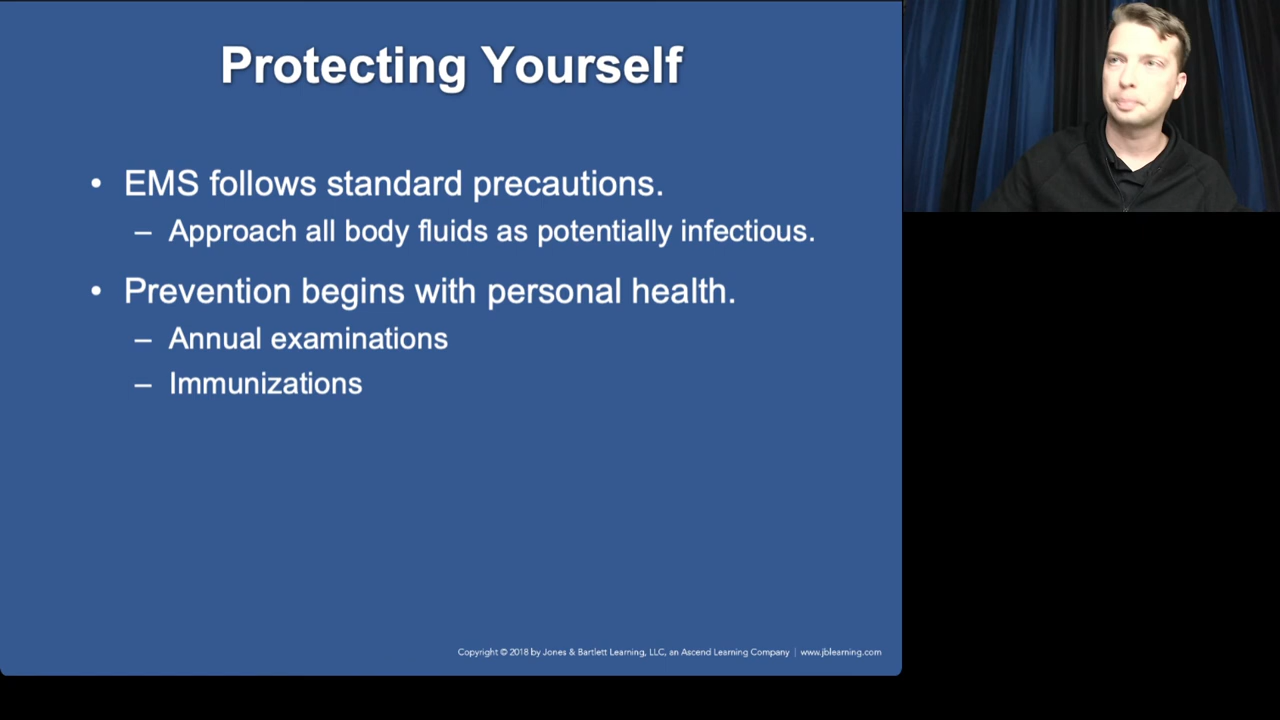 Protecting Yourself
• EMS follows standard precautions.
– Approach all body fluids as potentially infectious.
• Prevention begins with personal health.
– Annual examinations
– Immunizations
Copyright © 2018 by Jones & Bartlett Learning, LLC, an Ascend Learning Company | www.jblearning.com